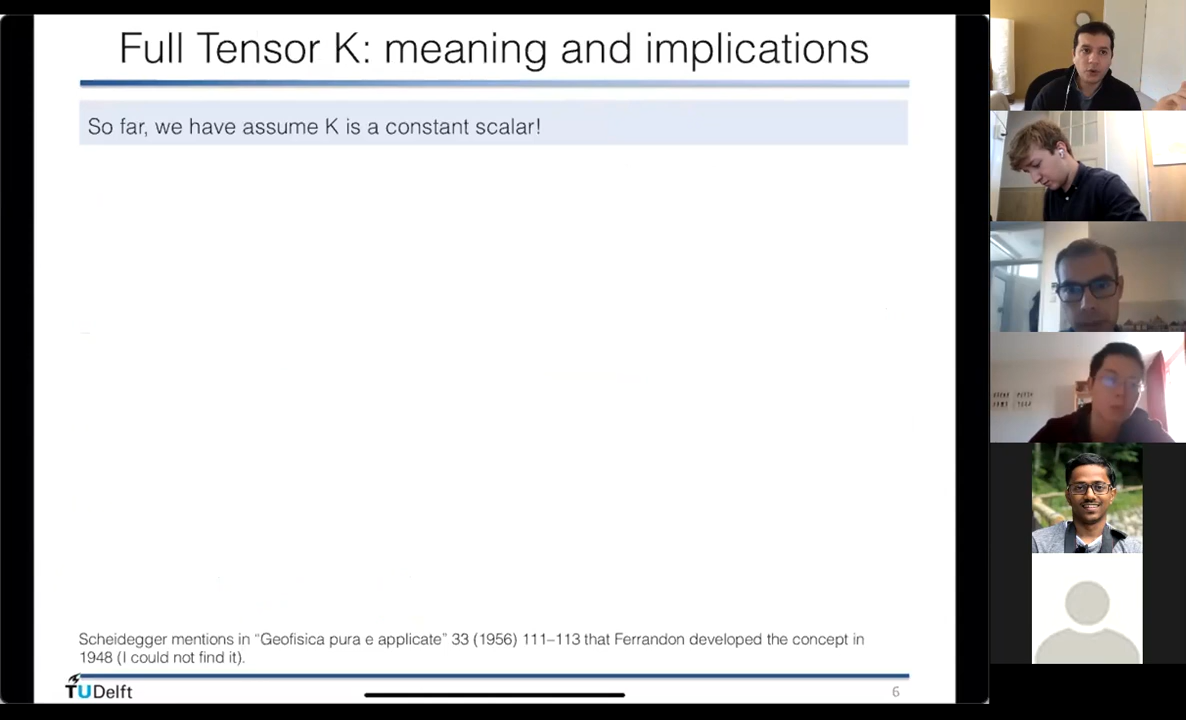 Full Tensor K: meaning and implications
So far, we have assume K is a constant scalar!
Scheidegger mentions in “Geofisica pura e applicate” 33 (1956) 111–113 that Ferrandon developed the concept in
1948 (I could not find it).
TUDelft
6